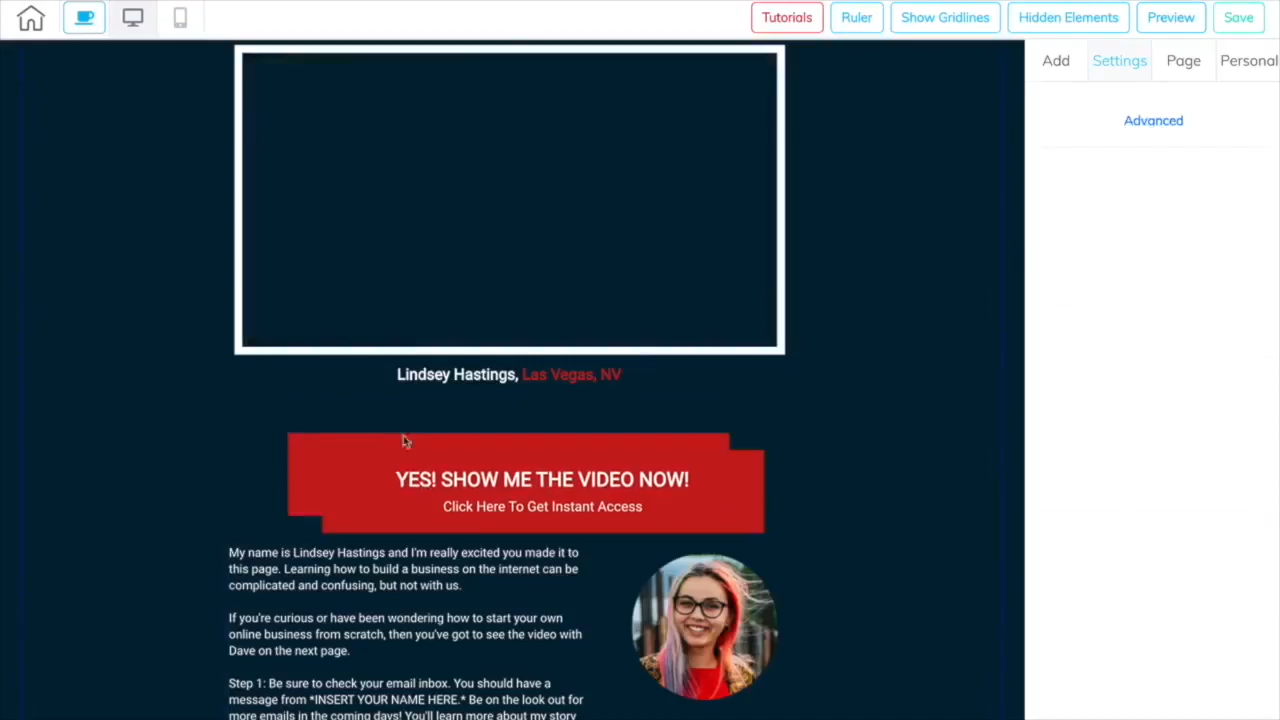 Tutorials Ruler Show Gridlines Hidden Elements Preview Save
Add Settings Page Personal
Advanced
Lindsey Hastings, Las Vegas, NV
YES! SHOW ME THE VIDEO NOW!
Click Here To Get Instant Access
My name is Lindsey Hastings and I'm really excited you made it to
this page. Learning how to build a business on the internet can be
complicated and confusing, but not with us.
If you're curious or have been wondering how to start your own
online business from scratch, then you've got to see the video with
Dave on the next page.
Step 1: Be sure to check your email inbox. You should have a
message from *INSERT YOUR NAME HERE.* Be on the look out for
more emails in the coming days! You'll learn more about my story